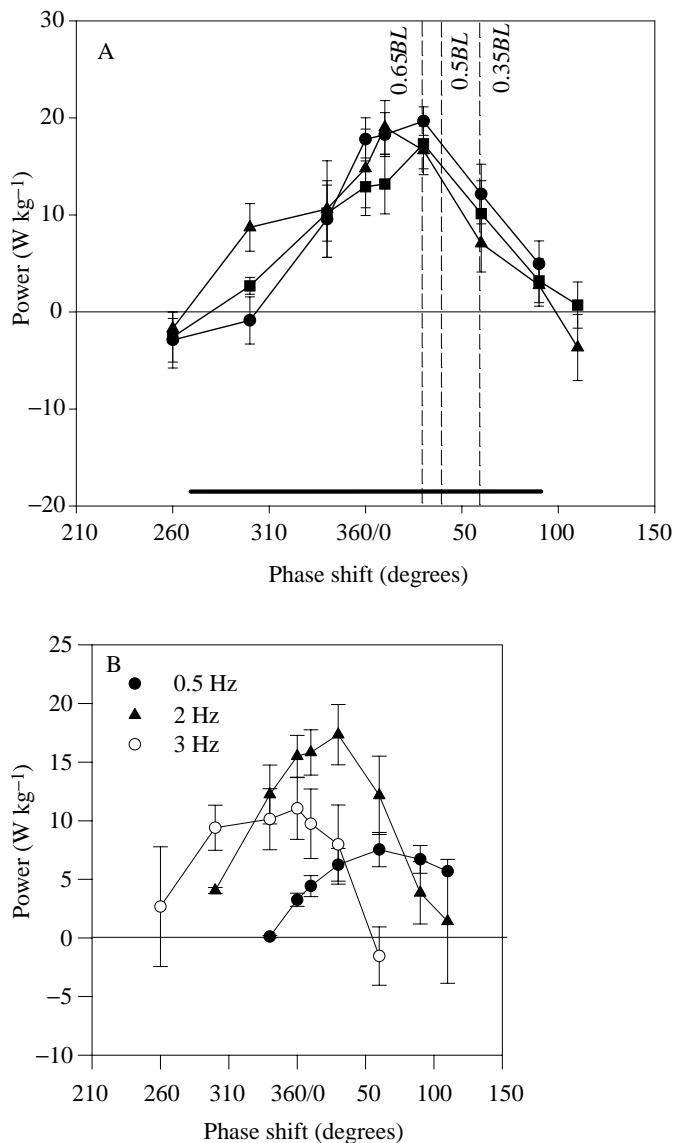 A
0.65BL
0.5BL
0.35BL
30
20
10
0
−10
−20
Power (W kg−1)
210 260 310 360/0 50 100 150
Phase shift (degrees)
B
0.5 Hz
2 Hz
3 Hz
25
20
15
10
5
0
−5
−10
Power (W kg−1)
210 260 310 360/0 50 100 150
Phase shift (degrees)